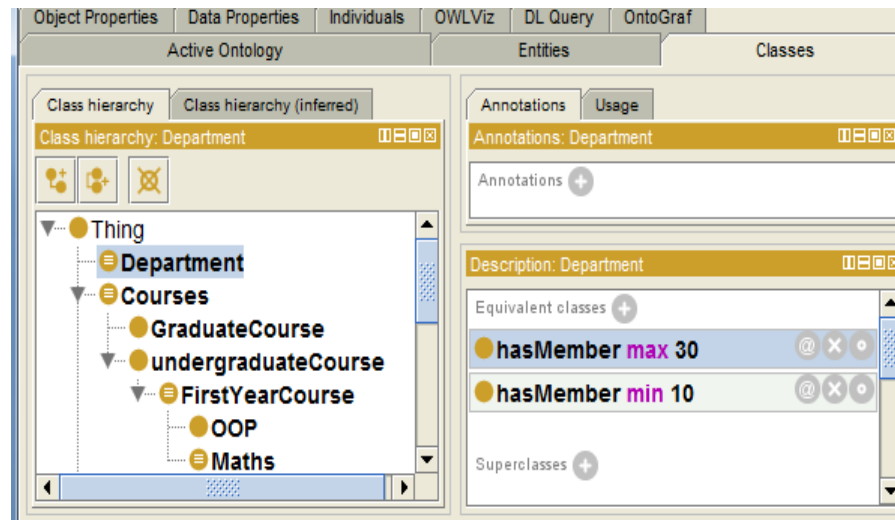 Object Properties Data Properties Individuals OWLViz DL Query OntoGraf
Active Ontology Entities Classes
Class hierarchy Class hierarchy (inferred)
Class hierarchy: Department
Thing
Department
Courses
GraduateCourse
undergraduateCourse
FirstYearCourse
OOP
Maths
Annotations Usage
Annotations: Department
Annotations
Description: Department
Equivalent classes
hasMember max 30
hasMember min 10
Superclasses